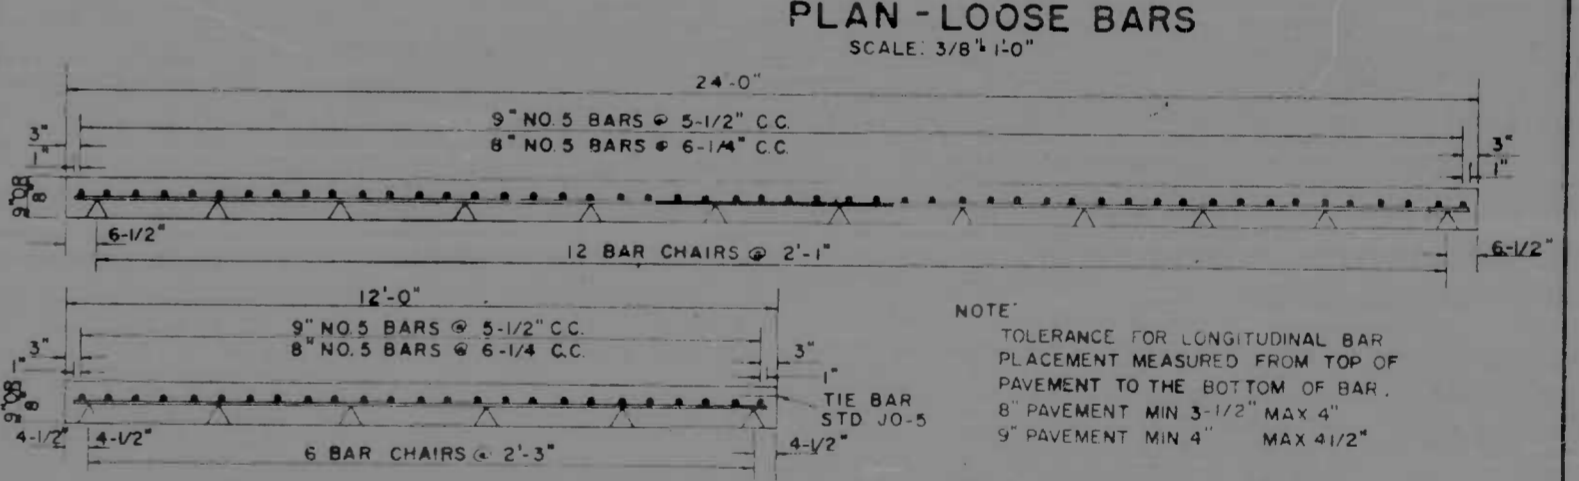 PLAN - LOOSE BARS
SCALE: 3/8" 1'-0"
24'-0"
9" NO. 5 BARS @ 5-1/2" C.C.
8" NO. 5 BARS @ 6-1/4" C.C.
3"
1"
3"
1"
9" OR 8"
6-1/2"
12 BAR CHAIRS @ 2'-1"
6-1/2"
12'-0"
9" NO. 5 BARS @ 5-1/2" C.C.
8" NO. 5 BARS @ 6-1/4 C.C.
3"
1"
3"
1"
9" OR 8"
TIE BAR
STD JO-5
4-1/2"
4-1/2"
6 BAR CHAIRS @ 2'-3"
4-1/2"
NOTE:
TOLERANCE FOR LONGITUDINAL BAR
PLACEMENT MEASURED FROM TOP OF
PAVEMENT TO THE BOTTOM OF BAR.
8" PAVEMENT MIN 3-1/2" MAX 4"
9" PAVEMENT MIN 4" MAX 4 1/2"